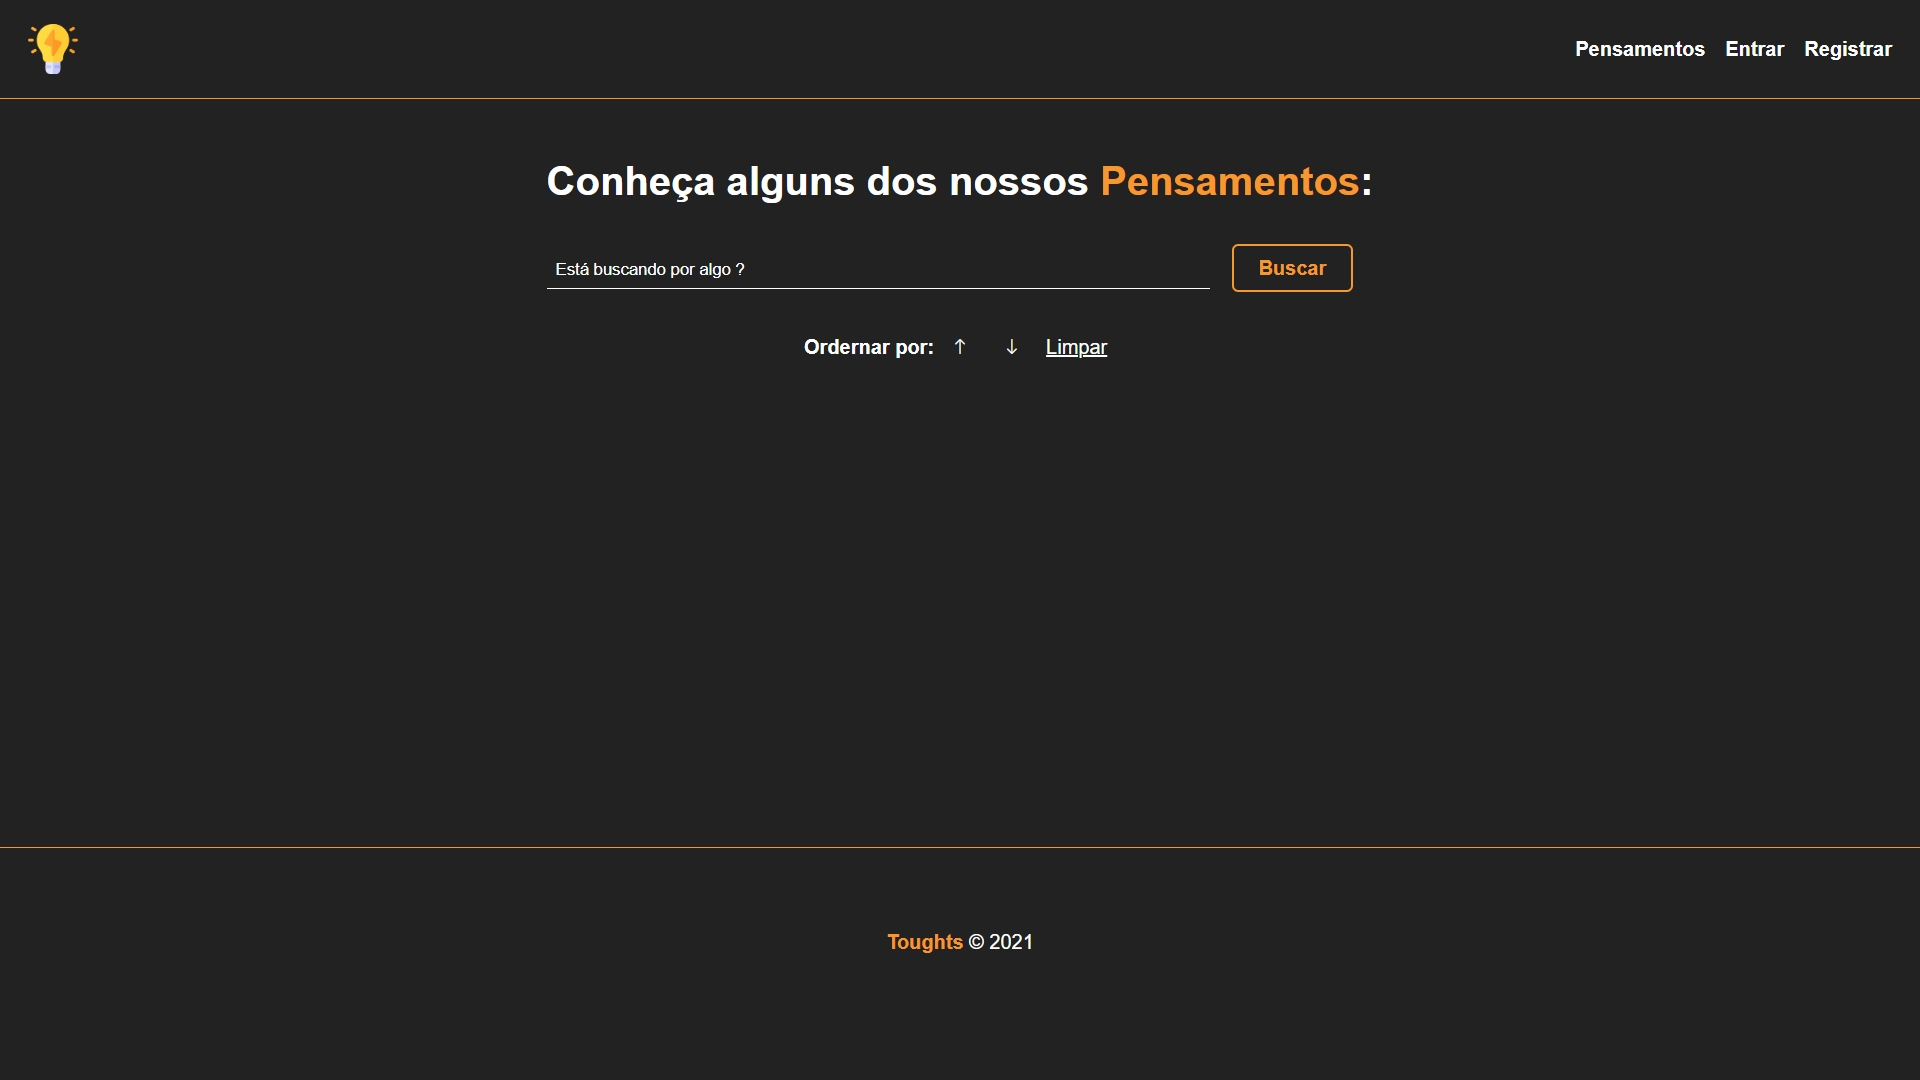 Pensamentos Entrar Registrar
Conheça alguns dos nossos Pensamentos:
Está buscando por algo ?
Buscar
Ordernar por: ↑ ↓ Limpar
Toughts © 2021